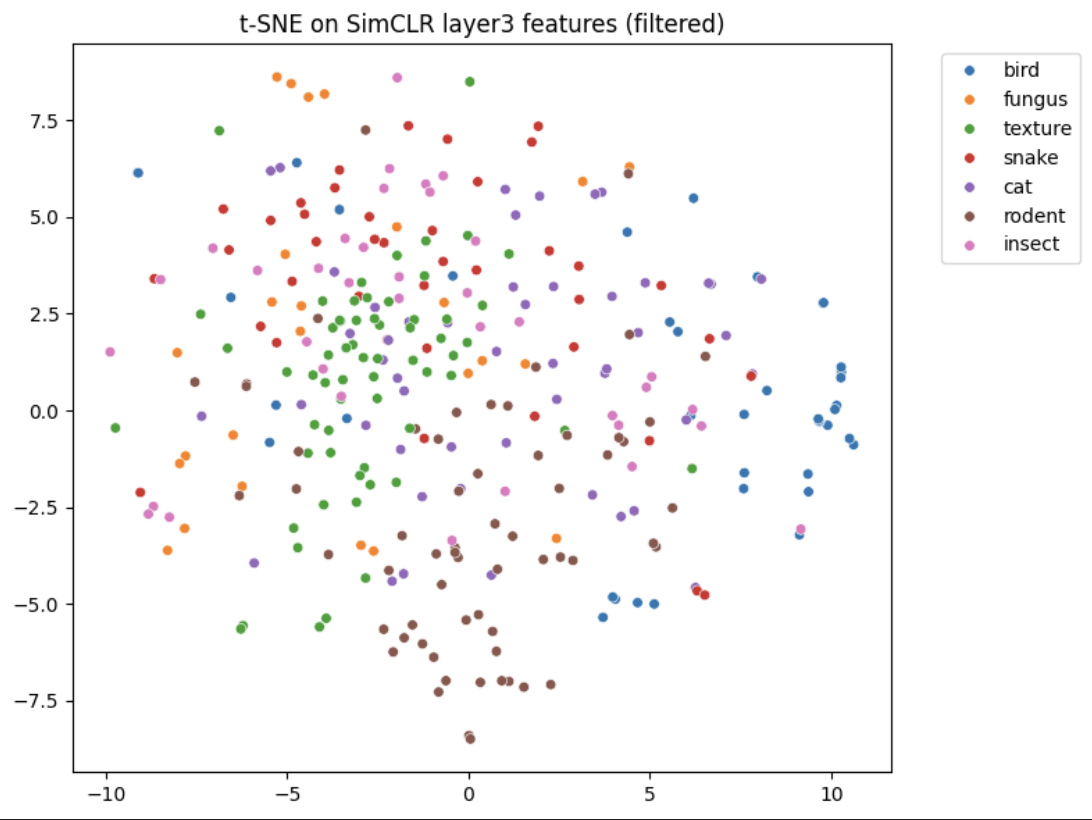 t-SNE on SimCLR layer3 features (filtered)
bird
fungus
texture
snake
cat
rodent
insect
7.5
5.0
2.5
0.0
−2.5
−5.0
−7.5
−10
−5
0
5
10